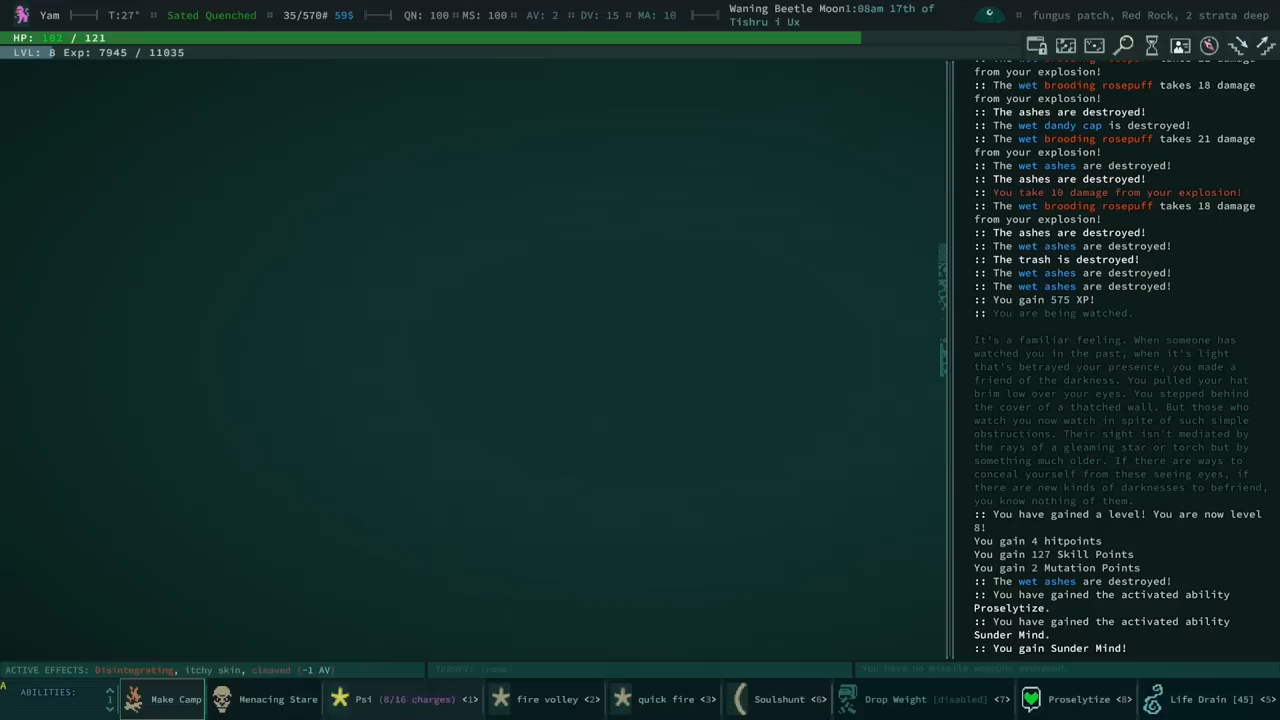 Yam T:27° Sated Quenched 35/570# 59$ QN: 100 MS: 100 AV: 2 DV: 15 MA: 10 Waning Beetle Moon 1:08am 17th of
Tishru i Ux
fungus patch, Red Rock, 2 strata deep
HP: 102 / 121
LVL: 8 Exp: 7945 / 11035
from your explosion!
:: The wet brooding rosepuff takes 18 damage
from your explosion!
:: The ashes are destroyed!
:: The wet dandy cap is destroyed!
:: The wet brooding rosepuff takes 21 damage
from your explosion!
:: The wet ashes are destroyed!
:: The ashes are destroyed!
:: You take 10 damage from your explosion!
:: The wet brooding rosepuff takes 18 damage
from your explosion!
:: The ashes are destroyed!
:: The wet ashes are destroyed!
:: The trash is destroyed!
:: The wet ashes are destroyed!
:: The wet ashes are destroyed!
:: You gain 575 XP!
:: You are being watched.
It's a familiar feeling. When someone has
watched you in the past, when it's light
that's betrayed your presence, you made a
friend of the darkness. You pulled your hat
brim low over your eyes. You stepped behind
the cover of a thatched wall. But those who
watch you now watch in spite of such simple
obstructions. Their sight isn't mediated by
the rays of a gleaming star or torch but by
something much older. If there are ways to
conceal yourself from these seeing eyes, if
there are new kinds of darknesses to befriend,
you know nothing of them.
:: You have gained a level! You are now level
8!
You gain 4 hitpoints
You gain 127 Skill Points
You gain 2 Mutation Points
:: The wet ashes are destroyed!
:: You have gained the activated ability
Proselytize.
:: You have gained the activated ability
Sunder Mind.
:: You gain Sunder Mind!
ACTIVE EFFECTS: Disintegrating, itchy skin, cleaved (-1 AV)
TARGET: [none]
You have no missile weapons equipped.
A
ABILITIES: 1 Make Camp Menacing Stare Psi [8/16 charges] <1> fire volley <2> quick fire <3> Soulshunt <6> Drop Weight [disabled] <7> Proselytize <8> Life Drain [45] <5>